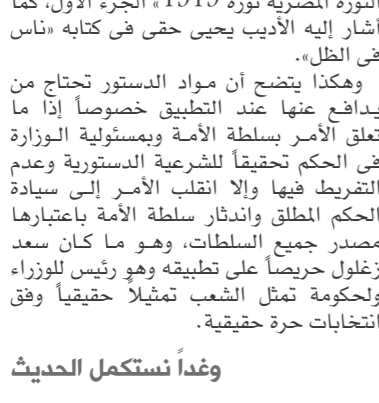 الثورة المصرية ثورة 1919» الجزء الأول، كما
أشار إليه الأديب يحيى حقى فى كتابه «ناس
فى الظل».
وهكذا يتضح أن مواد الدستور تحتاج من
يدافع عنها عند التطبيق خصوصاً إذا ما
تعلق الأمر بسلطة الأمة وبمسئولية الوزارة
فى الحكم تحقيقاً للشرعية الدستورية وعدم
التفريط فيها وإلا انقلب الأمر إلى سيادة
الحكم المطلق واندثار سلطة الأمة باعتبارها
مصدر جميع السلطات، وهو ما كان سعد
زغلول حريصاً على تطبيقه وهو رئيس للوزراء
ولحكومة تمثل الشعب تمثيلاً حقيقياً وفق
انتخابات حرة حقيقية.
وغداً نستكمل الحديث